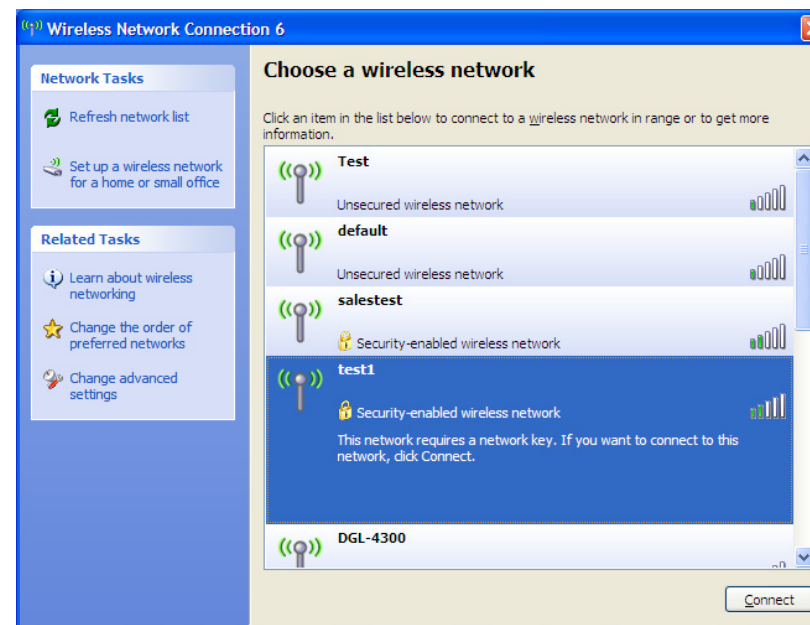 Wireless Network Connection 6
Network Tasks
Refresh network list
Set up a wireless network
for a home or small office
Related Tasks
Learn about wireless
networking
Change the order of
preferred networks
Change advanced
settings
Choose a wireless network
Click an item in the list below to connect to a wireless network in range or to get more
information.
Test
Unsecured wireless network
default
Unsecured wireless network
salestest
Security-enabled wireless network
test1
Security-enabled wireless network
This network requires a network key. If you want to connect to this
network, click Connect.
DGL-4300
Connect